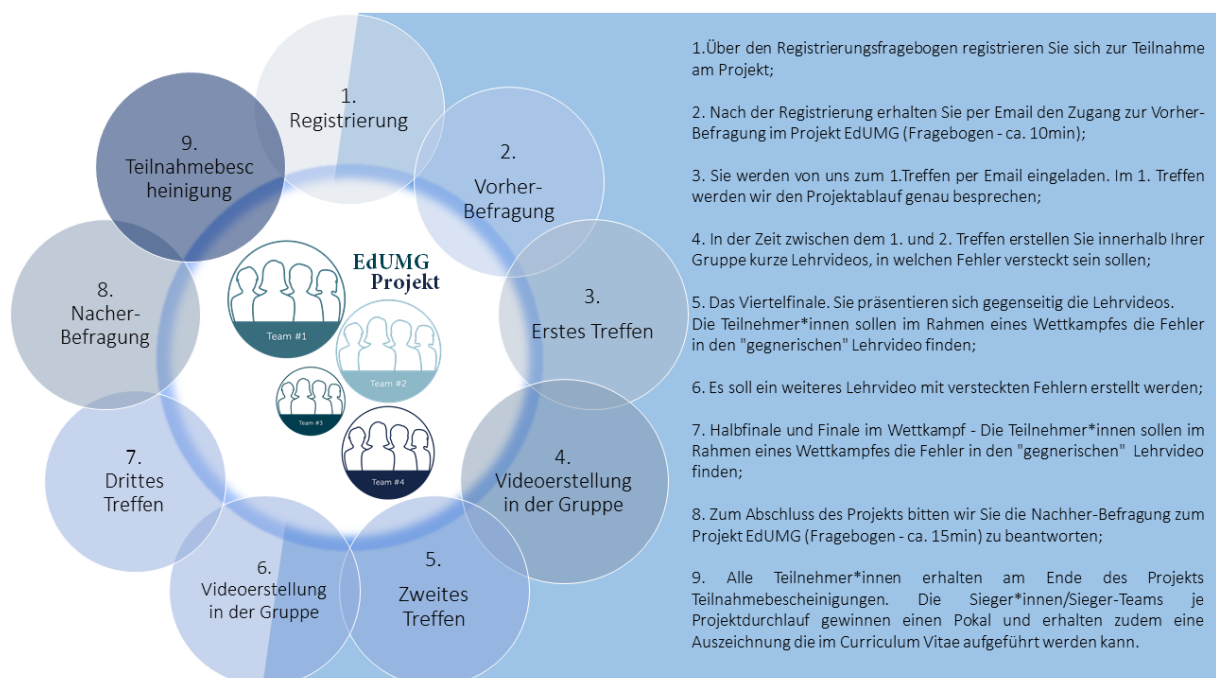 1.
Registrierung
2.
Vorher-
Befragung
3.
Erstes Treffen
4.
Videoerstellung
in der Gruppe
5.
Zweites
Treffen
6.
Videoerstellung
in der Gruppe
7.
Drittes
Treffen
8.
Nacher-
Befragung
9.
Teilnahmebesc
heinigung
EdUMG
Projekt
Team #1
Team #2
Team #3
Team #4
1.Über den Registrierungsfragebogen registrieren Sie sich zur Teilnahme
am Projekt;
2. Nach der Registrierung erhalten Sie per Email den Zugang zur Vorher-
Befragung im Projekt EdUMG (Fragebogen - ca. 10min);
3. Sie werden von uns zum 1.Treffen per Email eingeladen. Im 1. Treffen
werden wir den Projektablauf genau besprechen;
4. In der Zeit zwischen dem 1. und 2. Treffen erstellen Sie innerhalb Ihrer
Gruppe kurze Lehrvideos, in welchen Fehler versteckt sein sollen;
5. Das Viertelfinale. Sie präsentieren sich gegenseitig die Lehrvideos.
Die Teilnehmer*innen sollen im Rahmen eines Wettkampfes die Fehler
in den "gegnerischen" Lehrvideo finden;
6. Es soll ein weiteres Lehrvideo mit versteckten Fehlern erstellt werden;
7. Halbfinale und Finale im Wettkampf - Die Teilnehmer*innen sollen im
Rahmen eines Wettkampfes die Fehler in den "gegnerischen" Lehrvideo
finden;
8. Zum Abschluss des Projekts bitten wir Sie die Nachher-Befragung zum
Projekt EdUMG (Fragebogen - ca. 15min) zu beantworten;
9. Alle Teilnehmer*innen erhalten am Ende des Projekts
Teilnahmebescheinigungen. Die Sieger*innen/Sieger-Teams je
Projektdurchlauf gewinnen einen Pokal und erhalten zudem eine
Auszeichnung die im Curriculum Vitae aufgeführt werden kann.